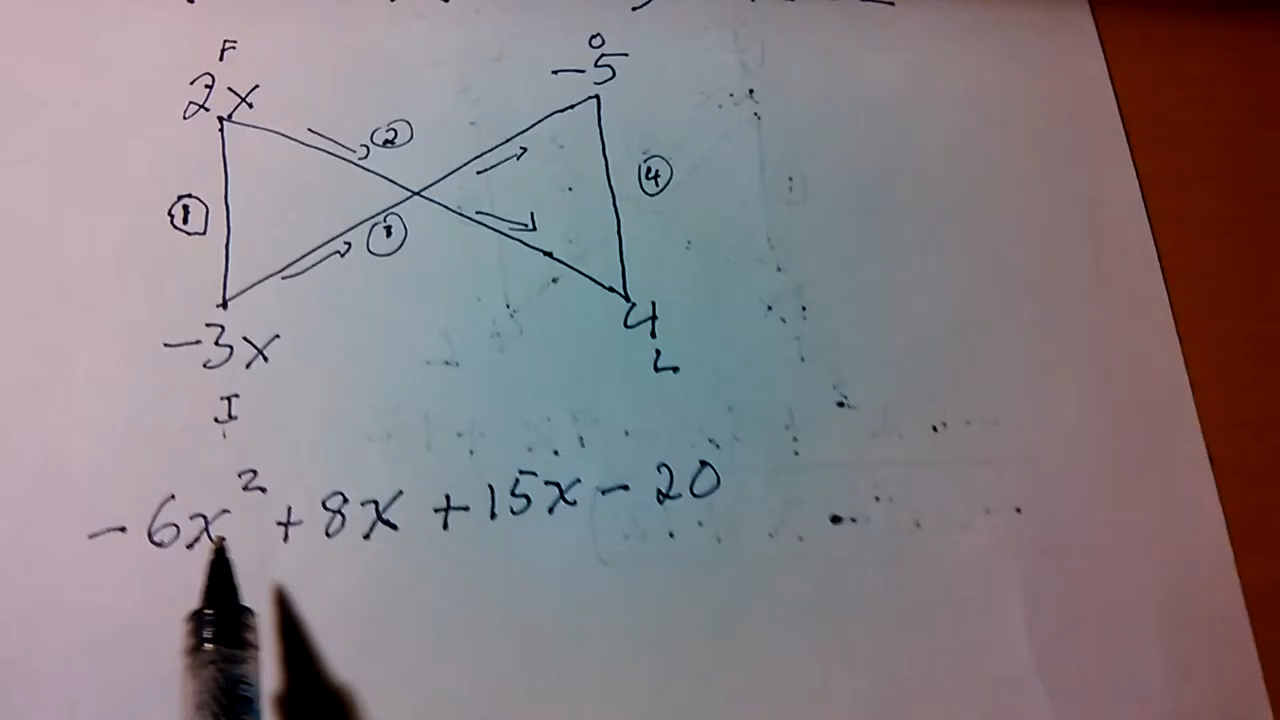 F O
2x -5
② 
① ④
③
-3x 4
L
I
-6x² + 8x + 15x - 20